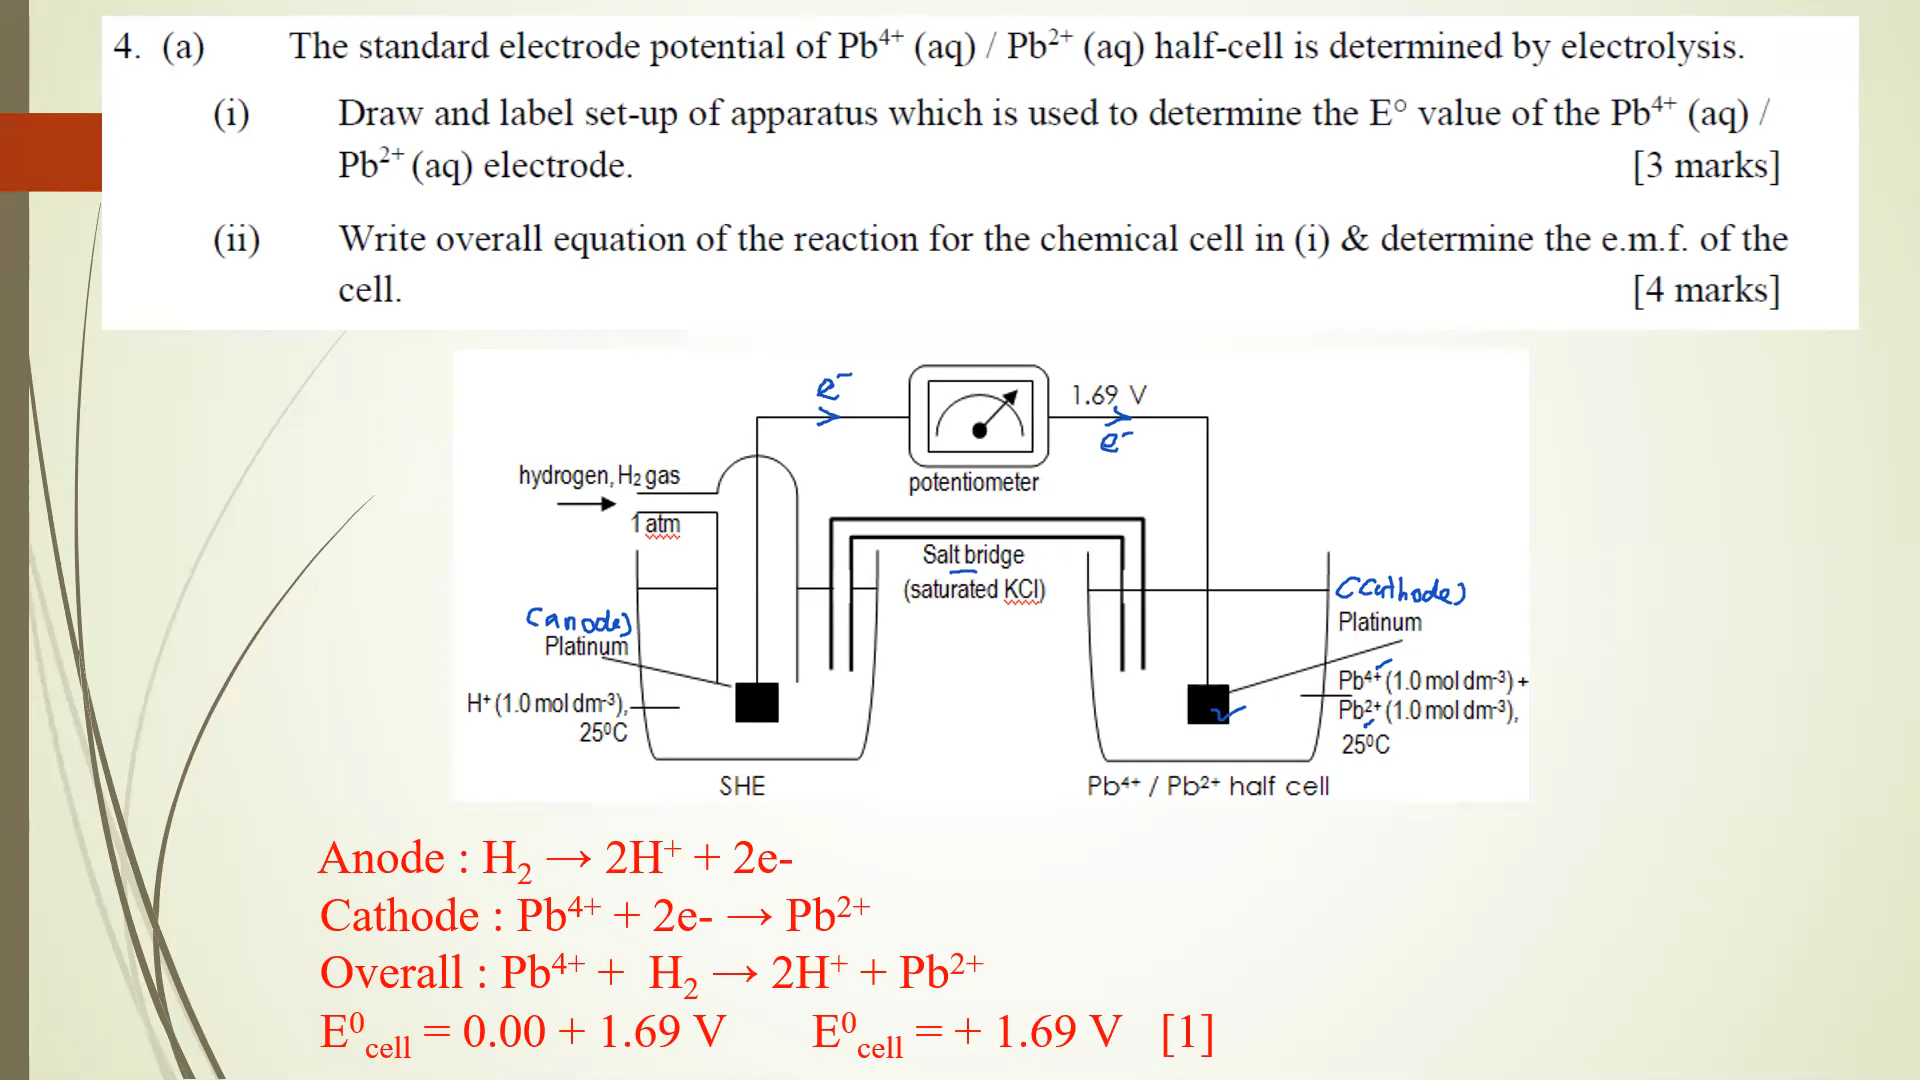 4. (a) The standard electrode potential of Pb⁴⁺ (aq) / Pb²⁺ (aq) half-cell is determined by electrolysis.
(i) Draw and label set-up of apparatus which is used to determine the E° value of the Pb⁴⁺ (aq) /
Pb²⁺ (aq) electrode. [3 marks]
(ii) Write overall equation of the reaction for the chemical cell in (i) & determine the e.m.f. of the
cell. [4 marks]
e⁻
1.69 V
e⁻
hydrogen, H₂ gas
potentiometer
1 atm
Salt bridge
(saturated KCl)
(anode)
Platinum
(cathode)
Platinum
H⁺ (1.0 mol dm⁻³),
25⁰C
Pb⁴⁺ (1.0 mol dm⁻³) +
Pb²⁺ (1.0 mol dm⁻³),
25⁰C
SHE
Pb⁴⁺ / Pb²⁺ half cell
Anode : H₂ → 2H⁺ + 2e-
Cathode : Pb⁴⁺ + 2e- → Pb²⁺
Overall : Pb⁴⁺ + H₂ → 2H⁺ + Pb²⁺
E⁰cell = 0.00 + 1.69 V E⁰cell = + 1.69 V [1]